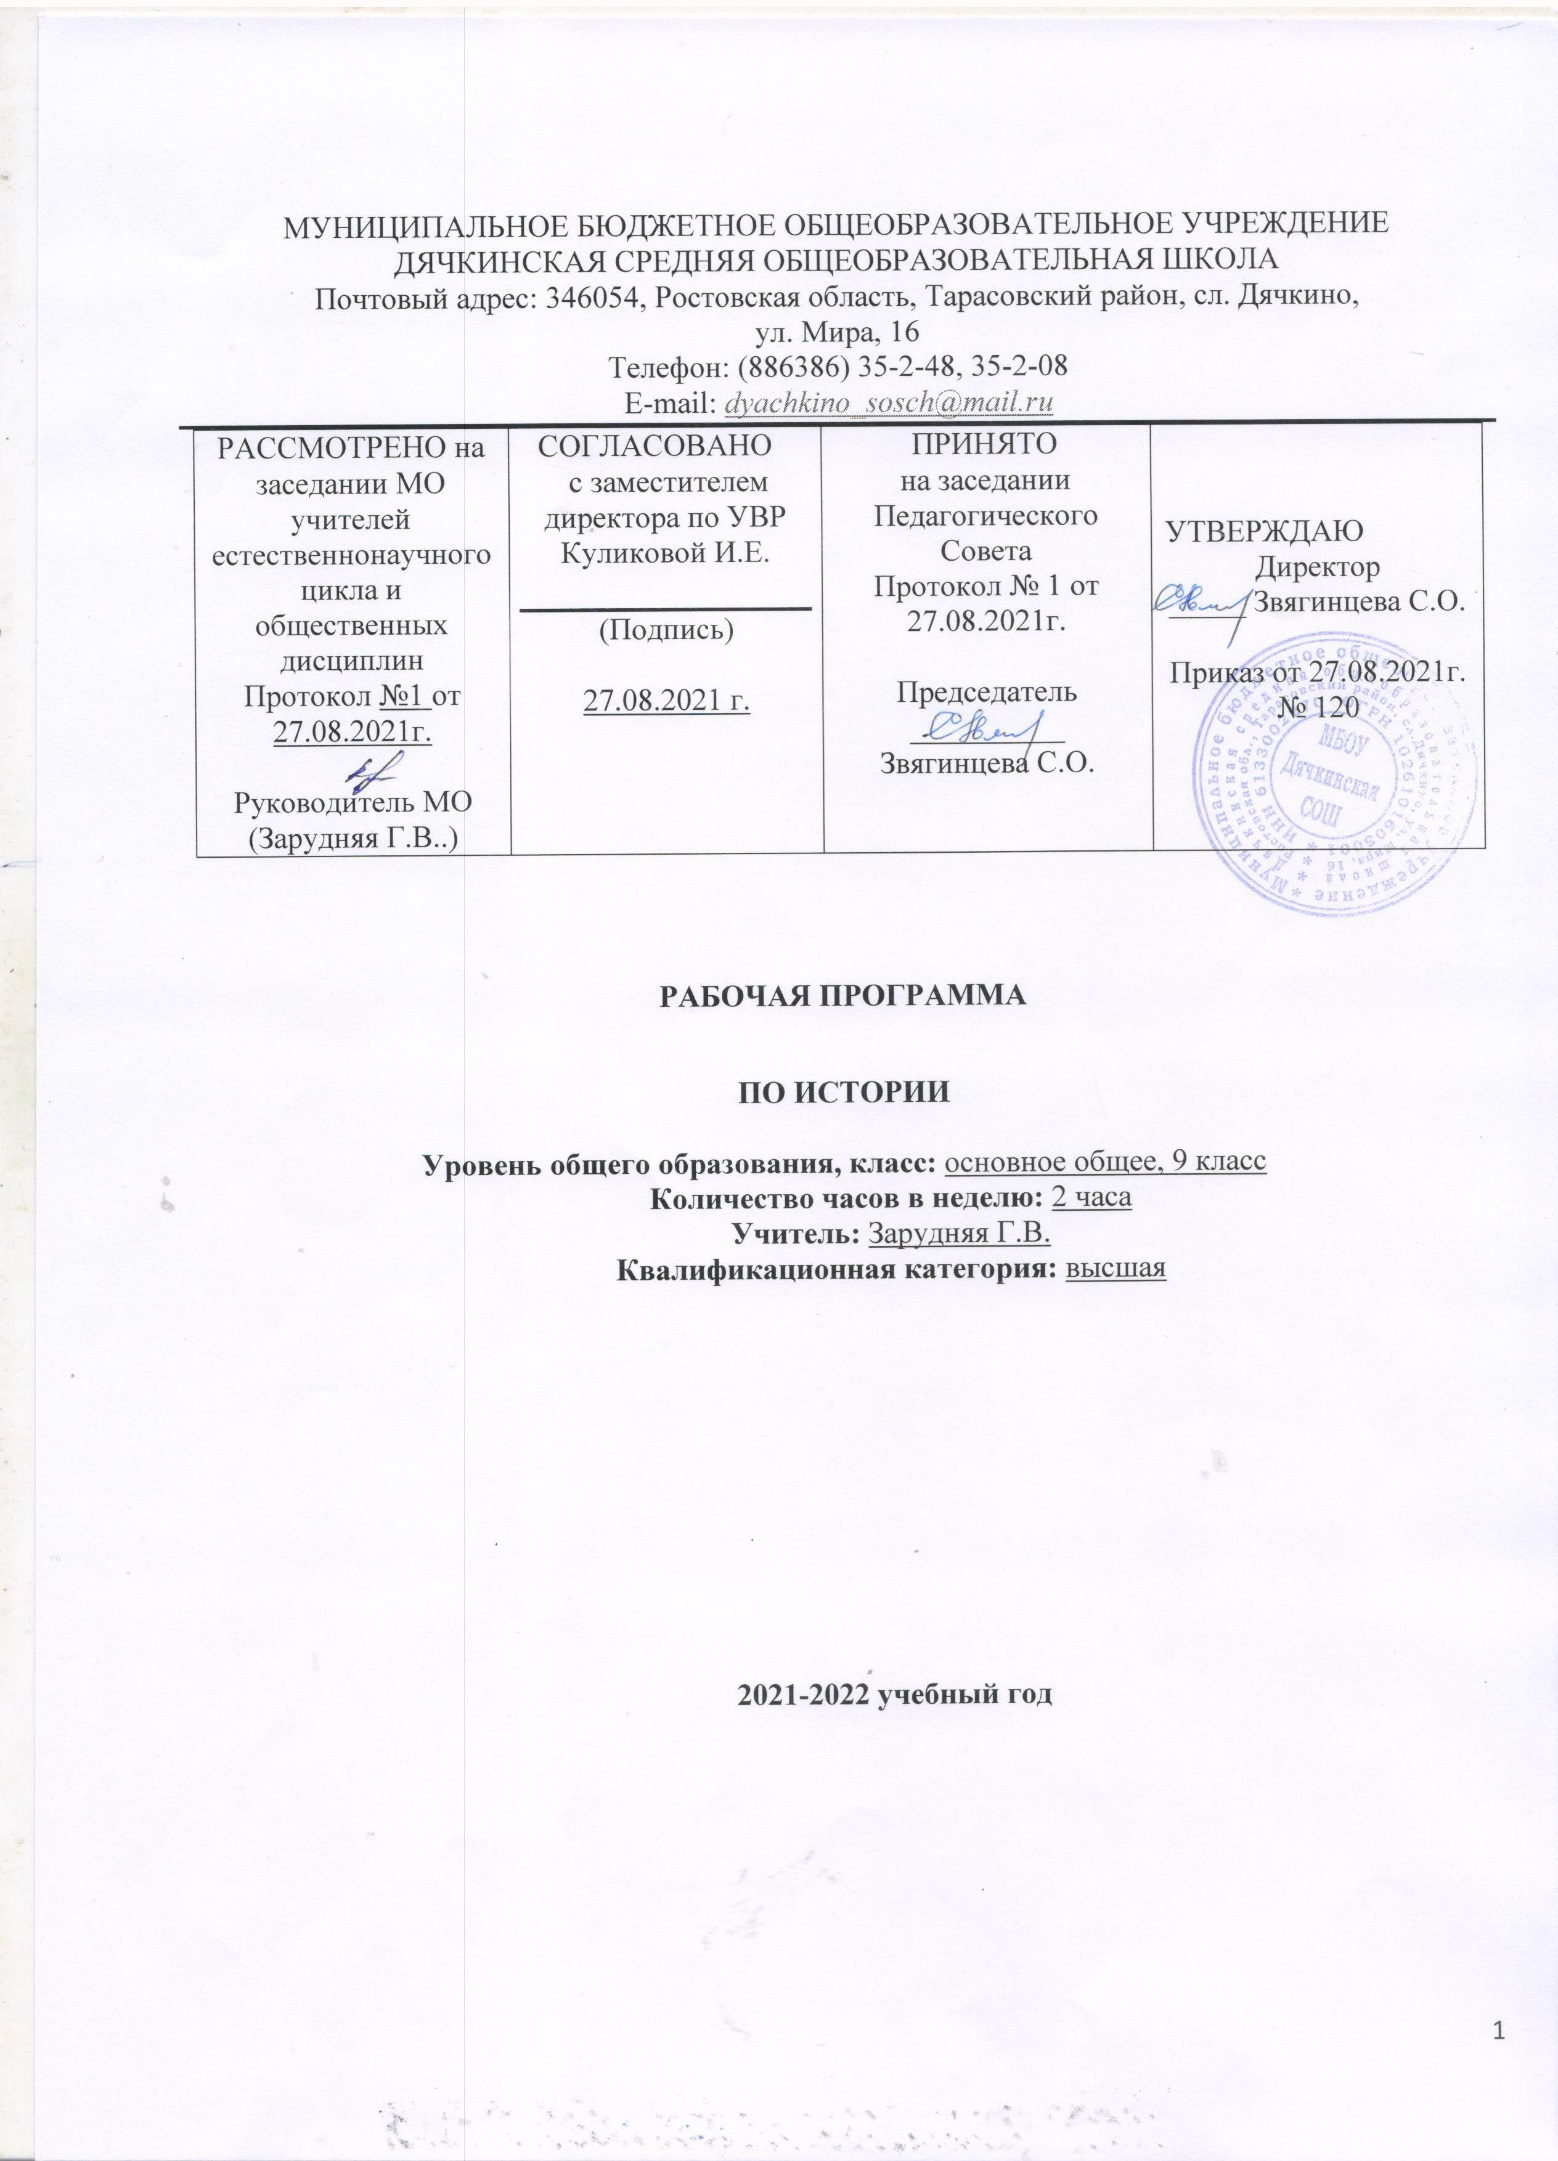 МУНИЦИПАЛЬНОЕ БЮДЖЕТНОЕ ОБЩЕОБРАЗОВАТЕЛЬНОЕ УЧРЕЖДЕНИЕ
ДЯЧКИНСКАЯ СРЕДНЯЯ ОБЩЕОБРАЗОВАТЕЛЬНАЯ ШКОЛА
Почтовый адрес: 346054, Ростовская область, Тарасовский район, сл. Дячкино,
ул. Мира, 16
Телефон: (886386) 35-2-48, 35-2-08
E-mail: dyachkino_sosch@mail.ru
РАССМОТРЕНО на
заседании МО
учителей
естественнонаучного
цикла и
общественных
дисциплин
Протокол №1 от
27.08.2021г.
Руководитель МО
(Зарудняя Г.В..)
СОГЛАСОВАНО
с заместителем
директора по УВР
Куликовой И.Е.
(Подпись)
27.08.2021 г.
ПРИНЯТО
на заседании
Педагогического
Совета
Протокол № 1 от
27.08.2021г.
Председатель
Звягинцева С.О.
УТВЕРЖДАЮ
Директор
Звягинцева С.О.
Приказ от 27.08.2021г.
№ 120
МБОУ
Дячкинская
СОШ
РАБОЧАЯ ПРОГРАММА
ПО ИСТОРИИ
Уровень общего образования, класс: основное общее, 9 класс
Количество часов в неделю: 2 часа
Учитель: Зарудняя Г.В.
Квалификационная категория: высшая
2021-2022 учебный год
1